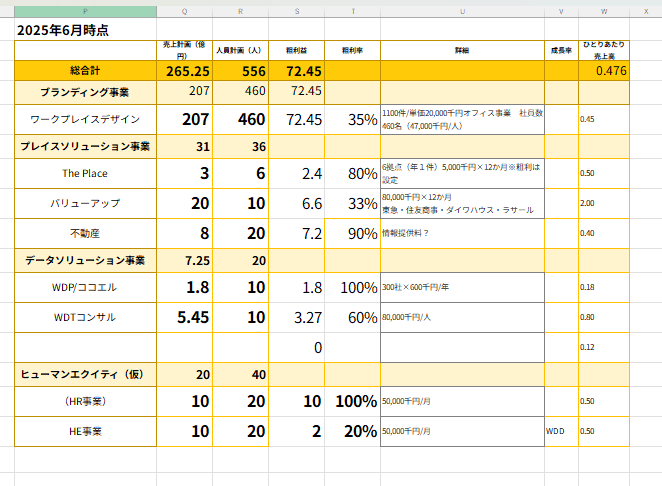 P Q R S T U V W X
2025年6月時点
売上計画（億円） 人員計画（人） 粗利益 粗利率 詳細 成長率 ひとりあたり売上高
総合計 265.25 556 72.45 0.476
ブランディング事業 207 460 72.45
ワークプレイスデザイン 207 460 72.45 35% 1100件/単価20,000千円オフィス事業　社員数 0.45
460名（47,000千円/人）
プレイスソリューション事業 31 36
The Place 3 6 2.4 80% 6拠点（年１件）5,000千円×12か月※粗利は 0.50
設定
バリューアップ 20 10 6.6 33% 80,000千円×12か月 2.00
東急・住友商事・ダイワハウス・ラサール
不動産 8 20 7.2 90% 情報提供料？ 0.40
データソリューション事業 7.25 20
WDP/ココエル 1.8 10 1.8 100% 300社×600千円/年 0.18
WDTコンサル 5.45 10 3.27 60% 80,000千円/人 0.80
0 0.12
ヒューマンエクイティ（仮） 20 40
（HR事業） 10 20 10 100% 50,000千円/月 0.50
HE事業 10 20 2 20% 50,000千円/月 WDD 0.50